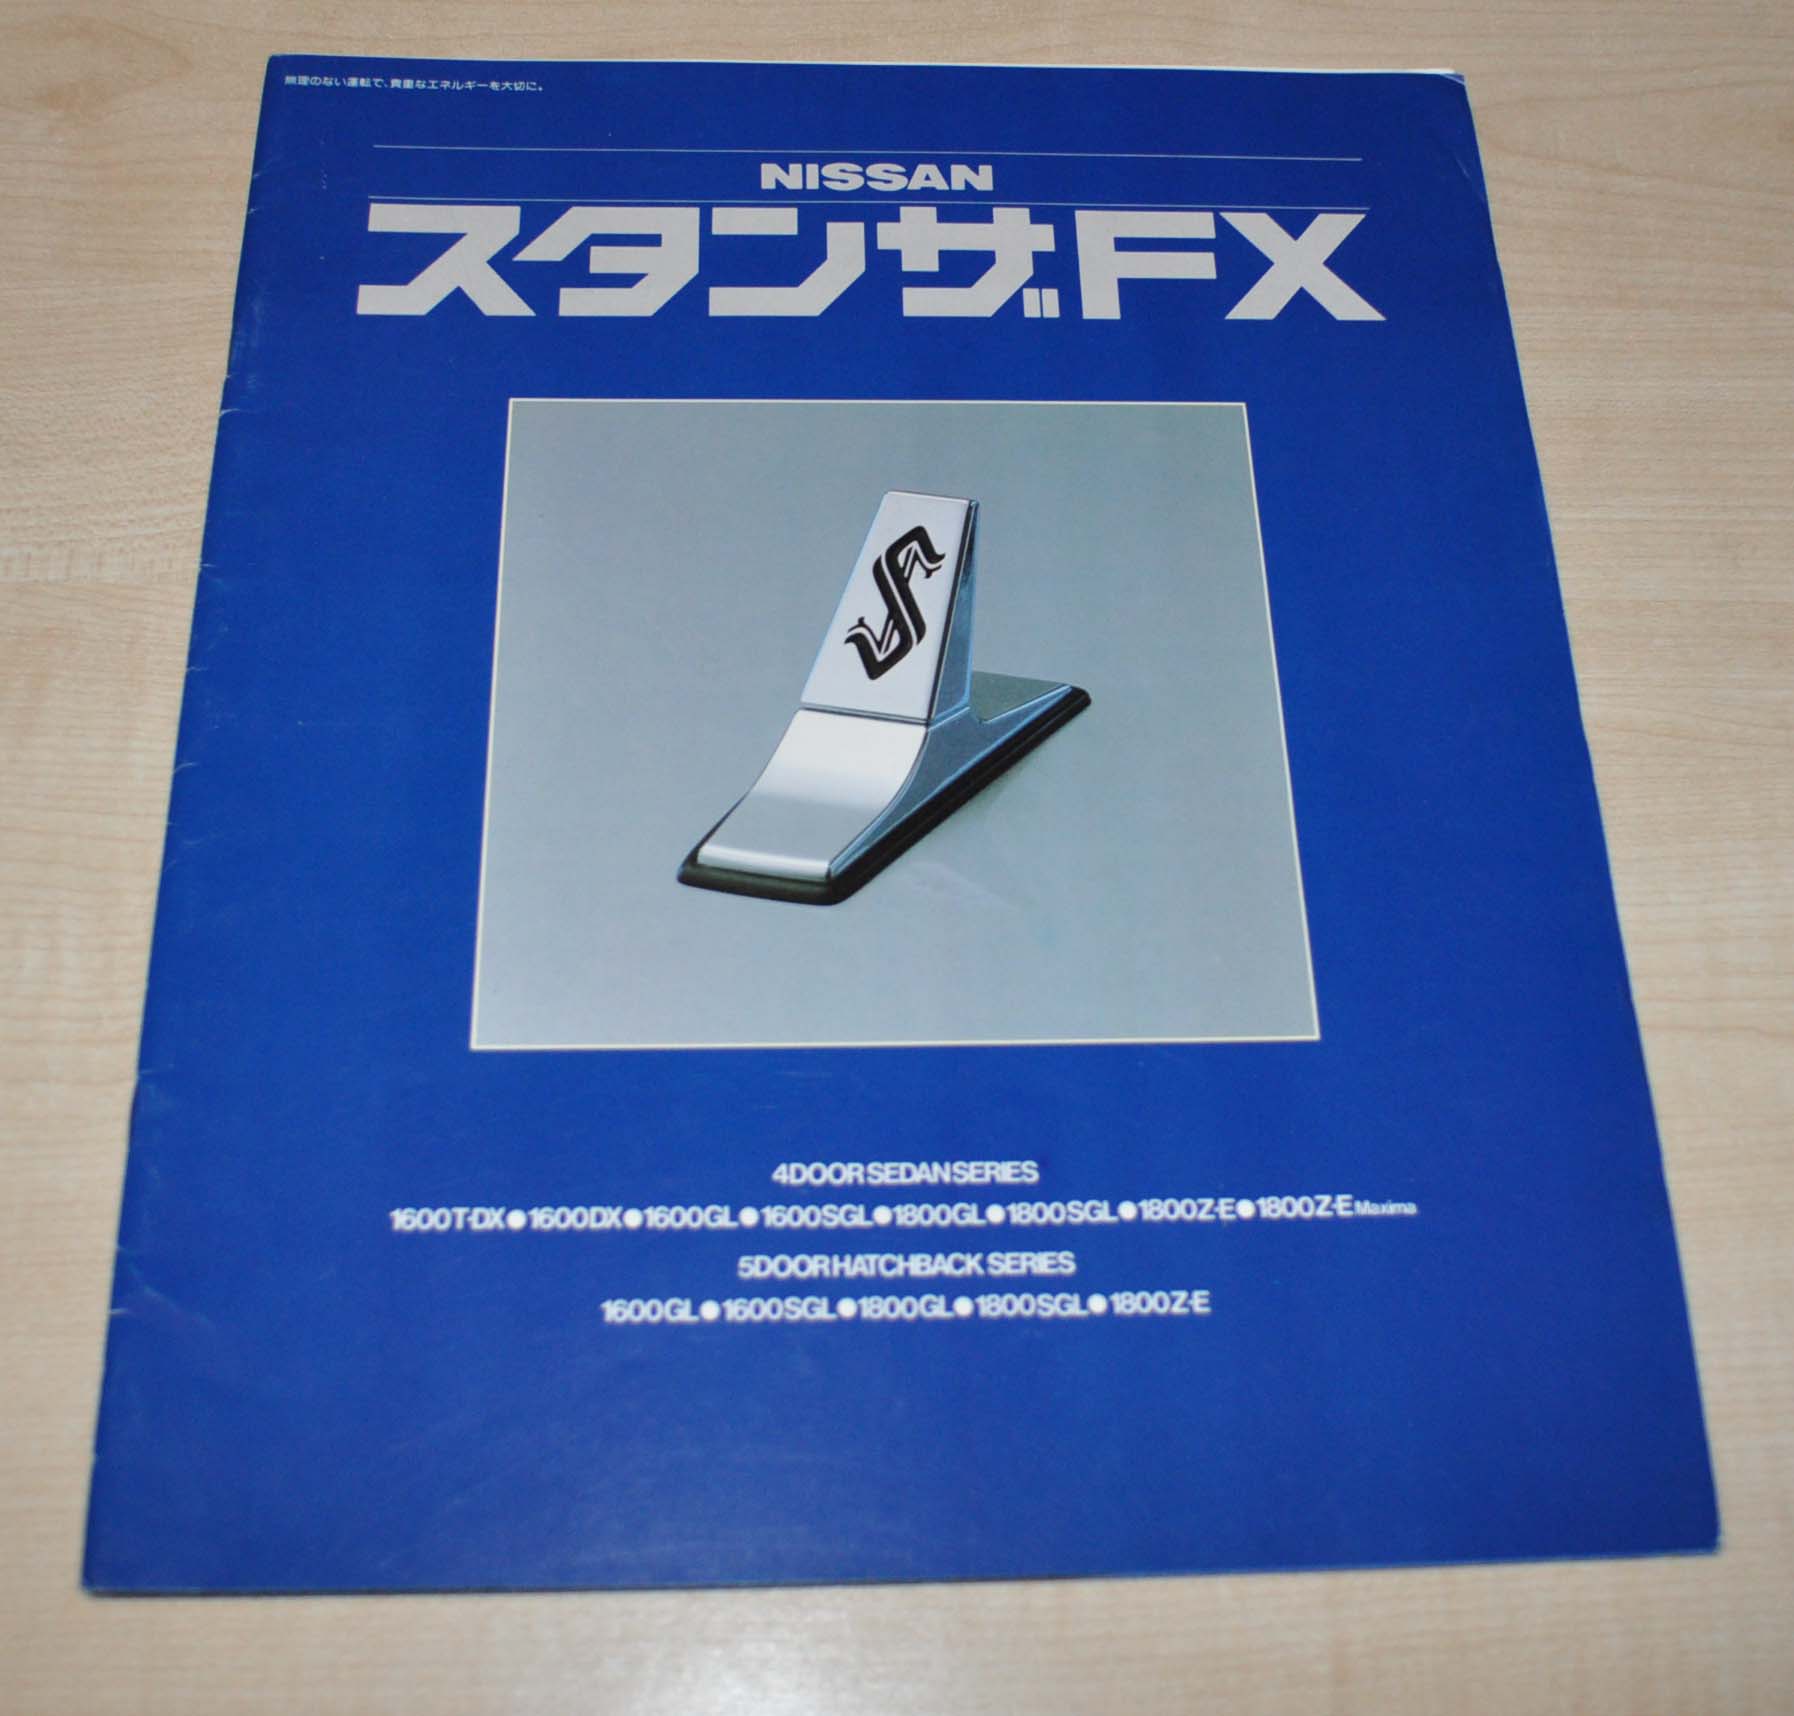 無理のない運転で、貴重なエネルギーを大切に。
NISSAN
スタンザFX
4DOOR SEDAN SERIES
1600T-DX●1600DX●1600GL●1600SGL●1800GL●1800SGL●1800Z-E●1800Z-E Maxima
5DOOR HATCHBACK SERIES
1600GL●1600SGL●1800GL●1800SGL●1800Z-E